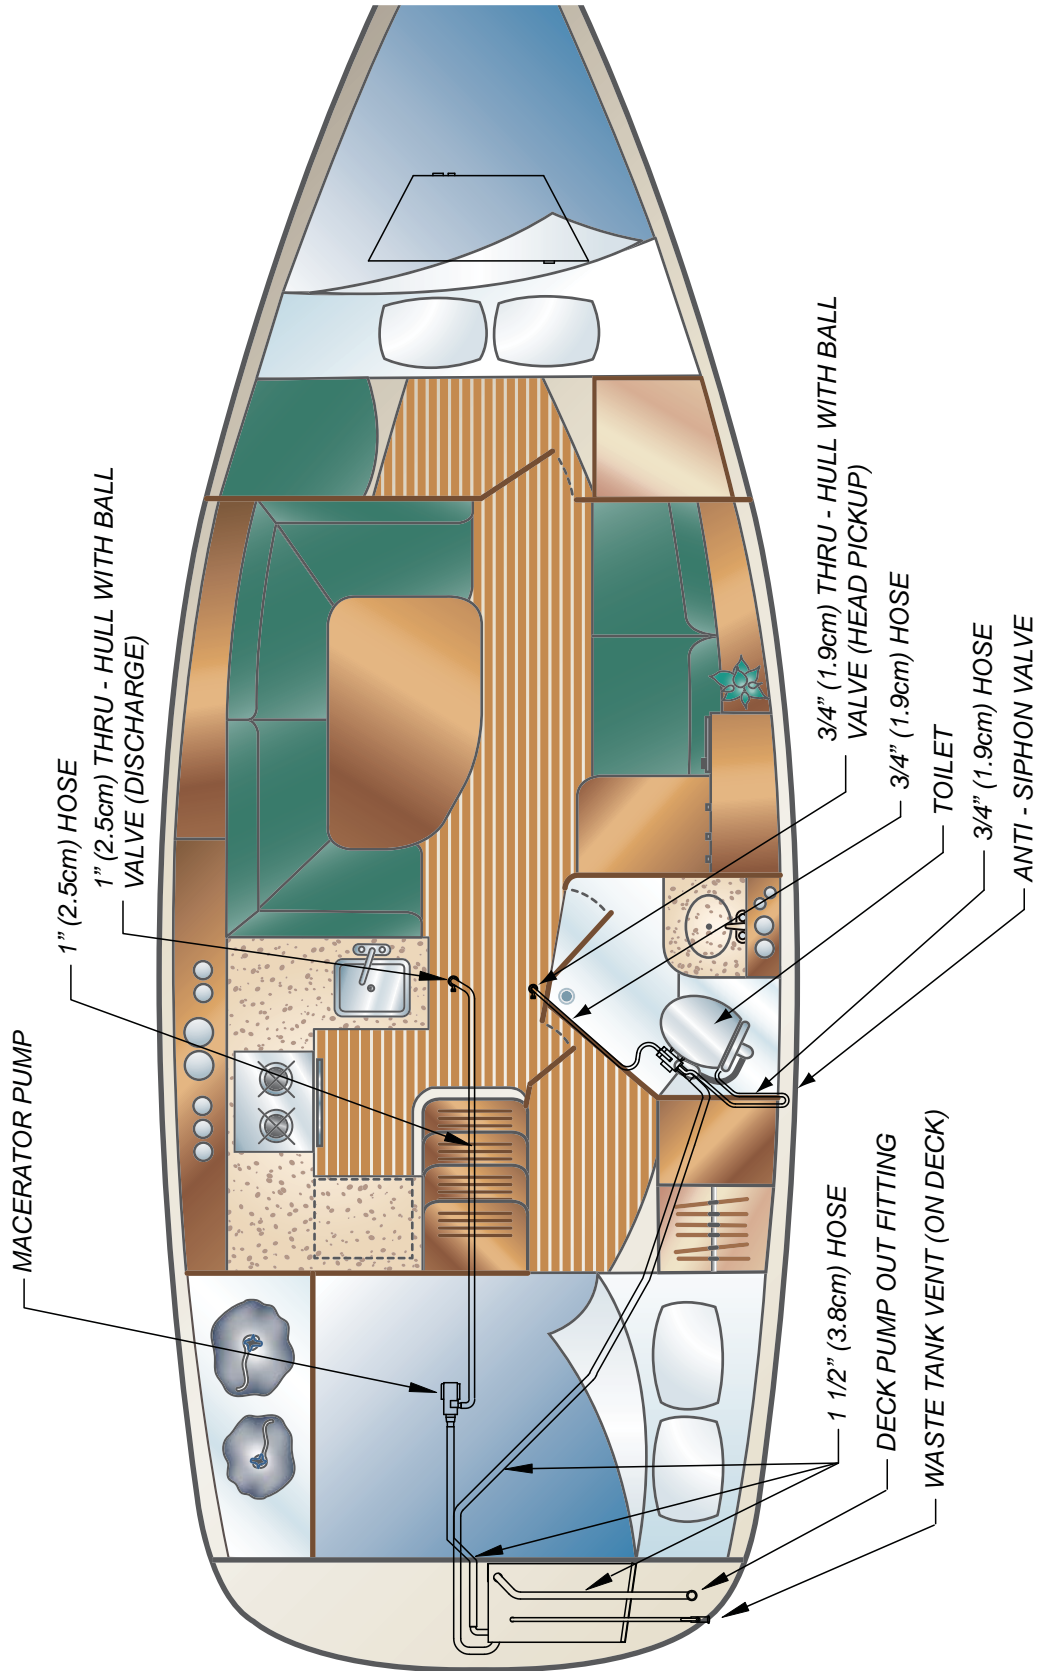 MACERATOR PUMP
1” (2.5cm) HOSE
1” (2.5cm) THRU - HULL WITH BALL
VALVE (DISCHARGE)
3/4” (1.9cm) THRU - HULL WITH BALL
VALVE (HEAD PICKUP)
3/4” (1.9cm) HOSE
TOILET
3/4” (1.9cm) HOSE
ANTI - SIPHON VALVE
1 1/2” (3.8cm) HOSE
DECK PUMP OUT FITTING
WASTE TANK VENT (ON DECK)